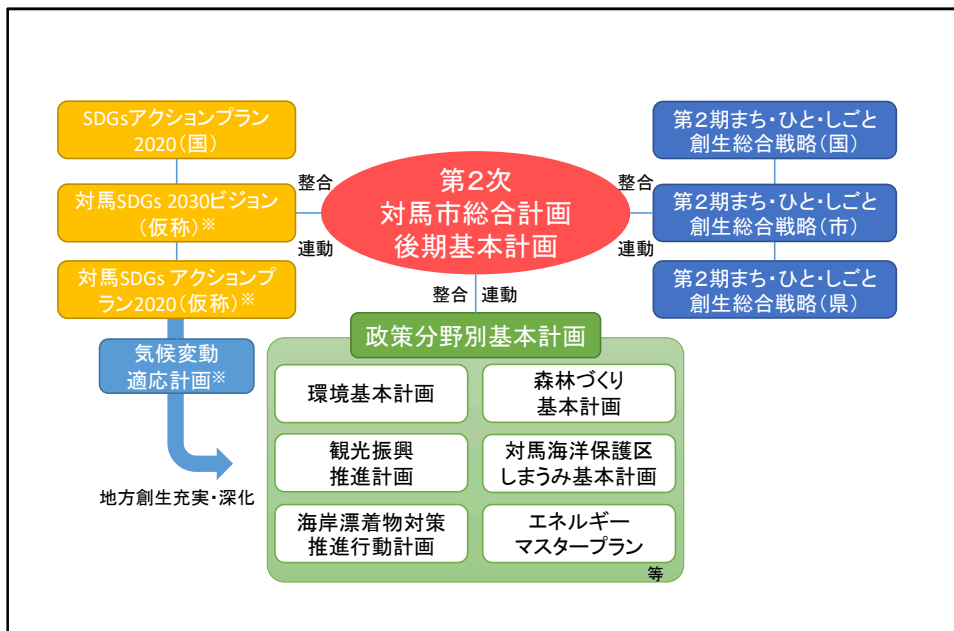 SDGsアクションプラン
2020(国)
対馬SDGs 2030ビジョン
(仮称)※
対馬SDGs アクションプ
ラン2020(仮称)※
気候変動
適応計画※
地方創生充実・深化
整合
連動
第2次
対馬市総合計画
後期基本計画
整合
連動
第2期まち・ひと・しごと
創生総合戦略(国)
第2期まち・ひと・しごと
創生総合戦略(市)
第2期まち・ひと・しごと
創生総合戦略(県)
整合 連動
政策分野別基本計画
環境基本計画
森林づくり
基本計画
観光振興
推進計画
対馬海洋保護区
しまうみ基本計画
海岸漂着物対策
推進行動計画
エネルギー
マスタープラン
等